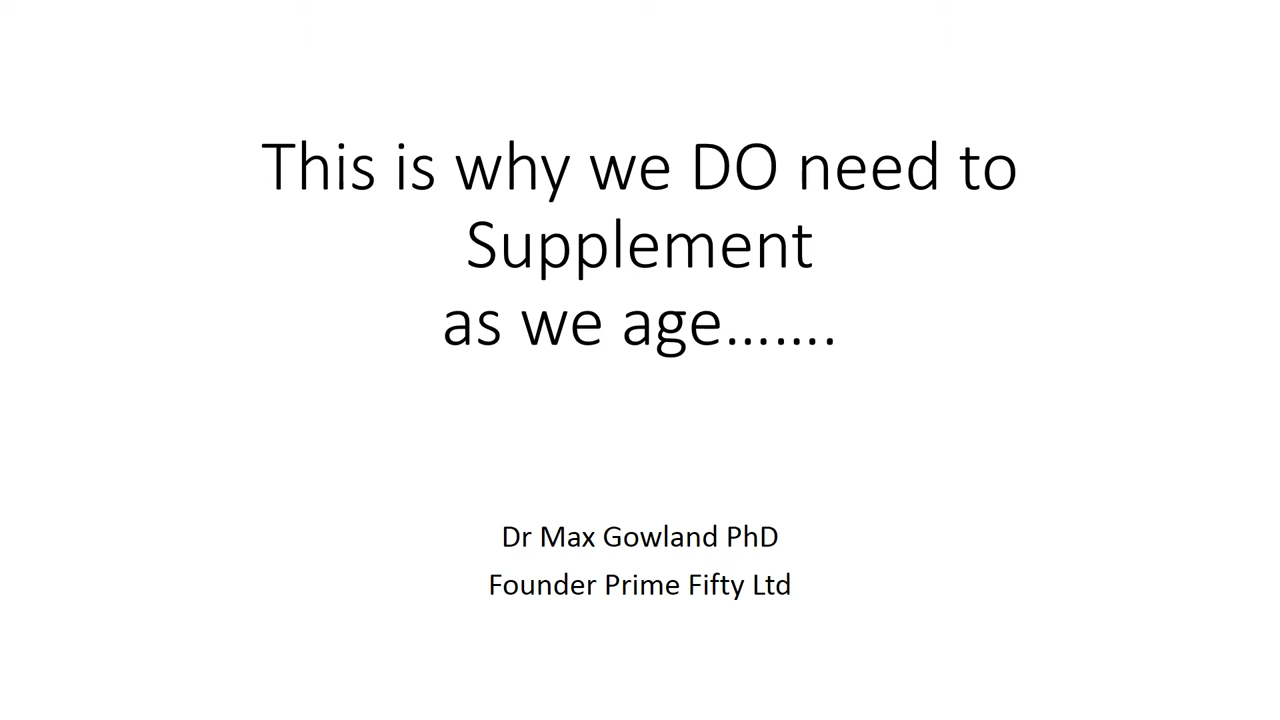 This is why we DO need to
Supplement
as we age…….
Dr Max Gowland PhD
Founder Prime Fifty Ltd